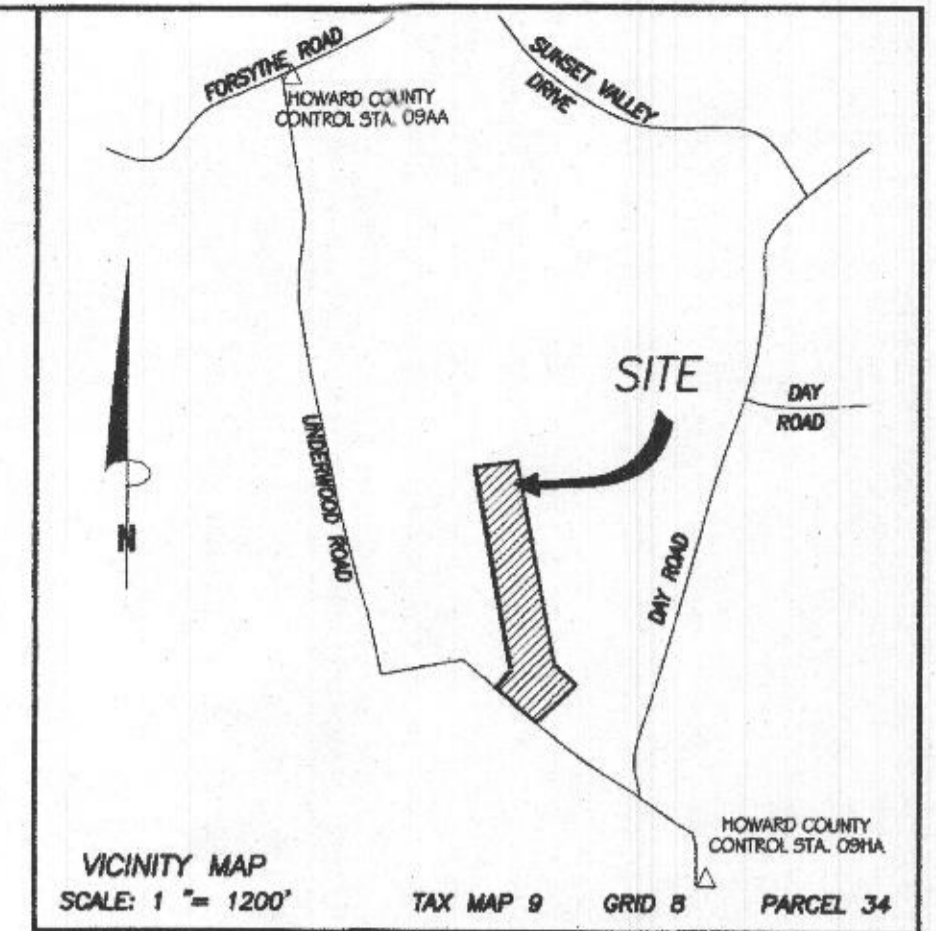 FORSYTHE ROAD
HOWARD COUNTY
CONTROL STA. 09AA
SUNSET VALLEY
DRIVE
SITE
DAY
ROAD
UNDERWOOD ROAD
DAY ROAD
N
HOWARD COUNTY
CONTROL STA. 09HA
VICINITY MAP
SCALE: 1 "= 1200'
TAX MAP 9 GRID 8 PARCEL 34